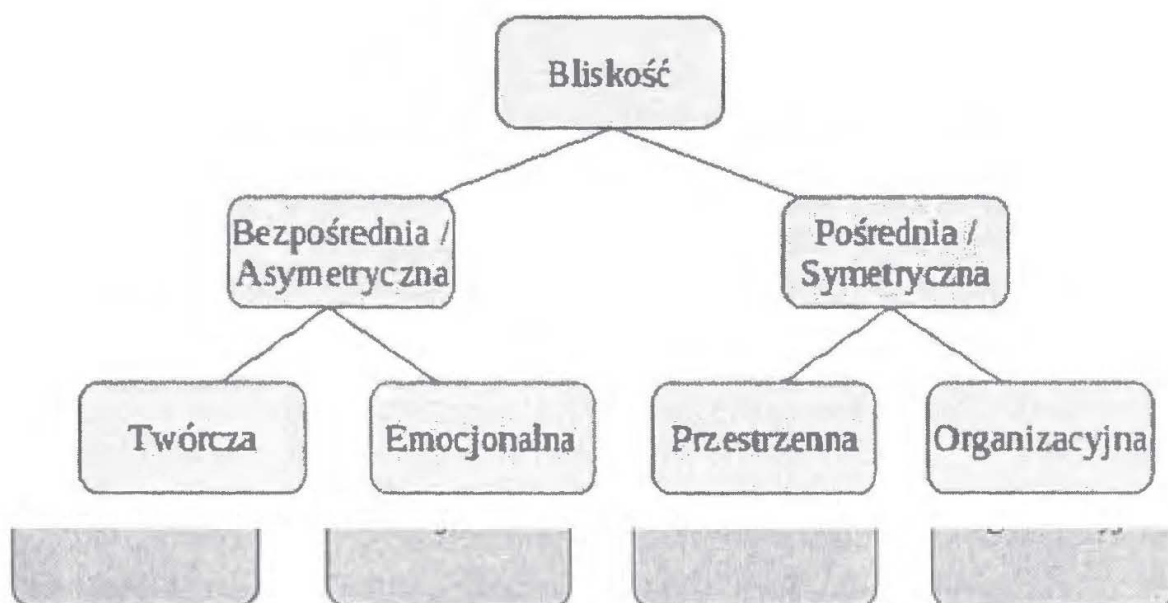 Bliskość
Bezpośrednia /
Asymetryczna
Pośrednia /
Symetryczna
Twórcza
Emocjonalna
Przestrzenna
Organizacyjna